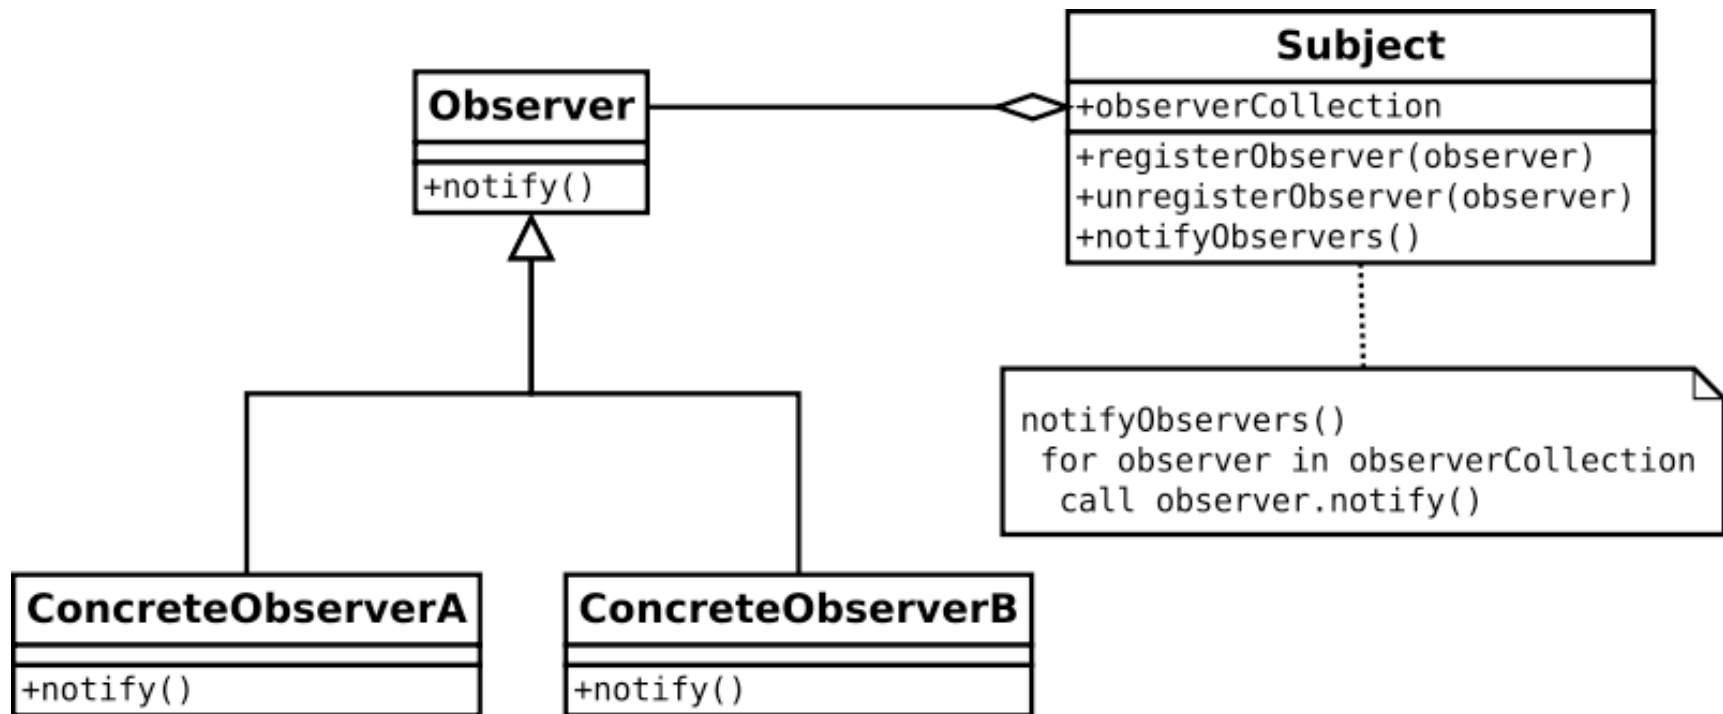 Observer
+notify()
Subject
+observerCollection
+registerObserver(observer)
+unregisterObserver(observer)
+notifyObservers()
notifyObservers()
for observer in observerCollection
call observer.notify()
ConcreteObserverA
+notify()
ConcreteObserverB
+notify()